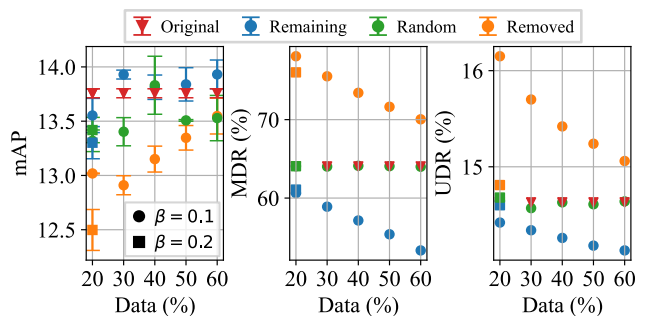 Original Remaining Random Removed
mAP
14.0
13.5
13.0
12.5
β = 0.1
β = 0.2
20 30 40 50 60
Data (%)
MDR (%)
70
60
20 30 40 50 60
Data (%)
UDR (%)
16
15
20 30 40 50 60
Data (%)